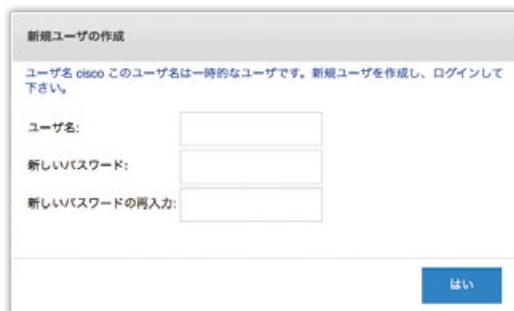 新規ユーザの作成
ユーザ名 cisco このユーザ名は一時的なユーザです。新規ユーザを作成し、ログインして
下さい。
ユーザ名:
新しいパスワード:
新しいパスワードの再入力:
はい